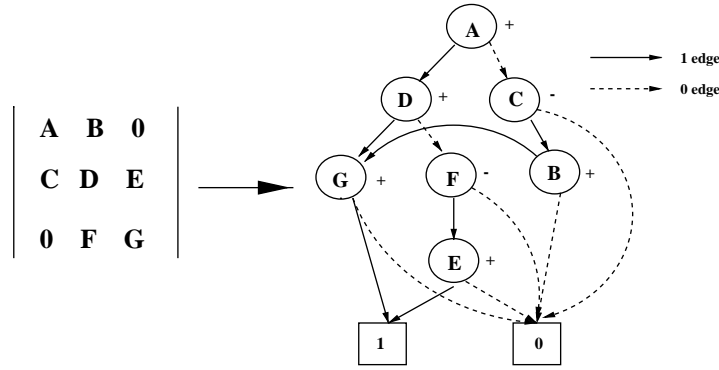 A +
1 edge
D + C - 0 edge
A B 0
C D E
G + F - B +
0 F G
E +
1 0